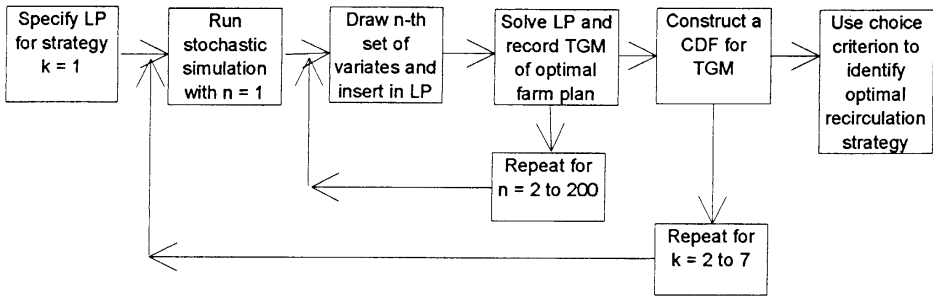 Specify LP
for strategy
k = 1
Run
stochastic
simulation
with n = 1
Draw n-th
set of
variates and
insert in LP
Solve LP and
record TGM
of optimal
farm plan
Construct a
CDF for
TGM
Use choice
criterion to
identify
optimal
recirculation
strategy
Repeat for
n = 2 to 200
Repeat for
k = 2 to 7